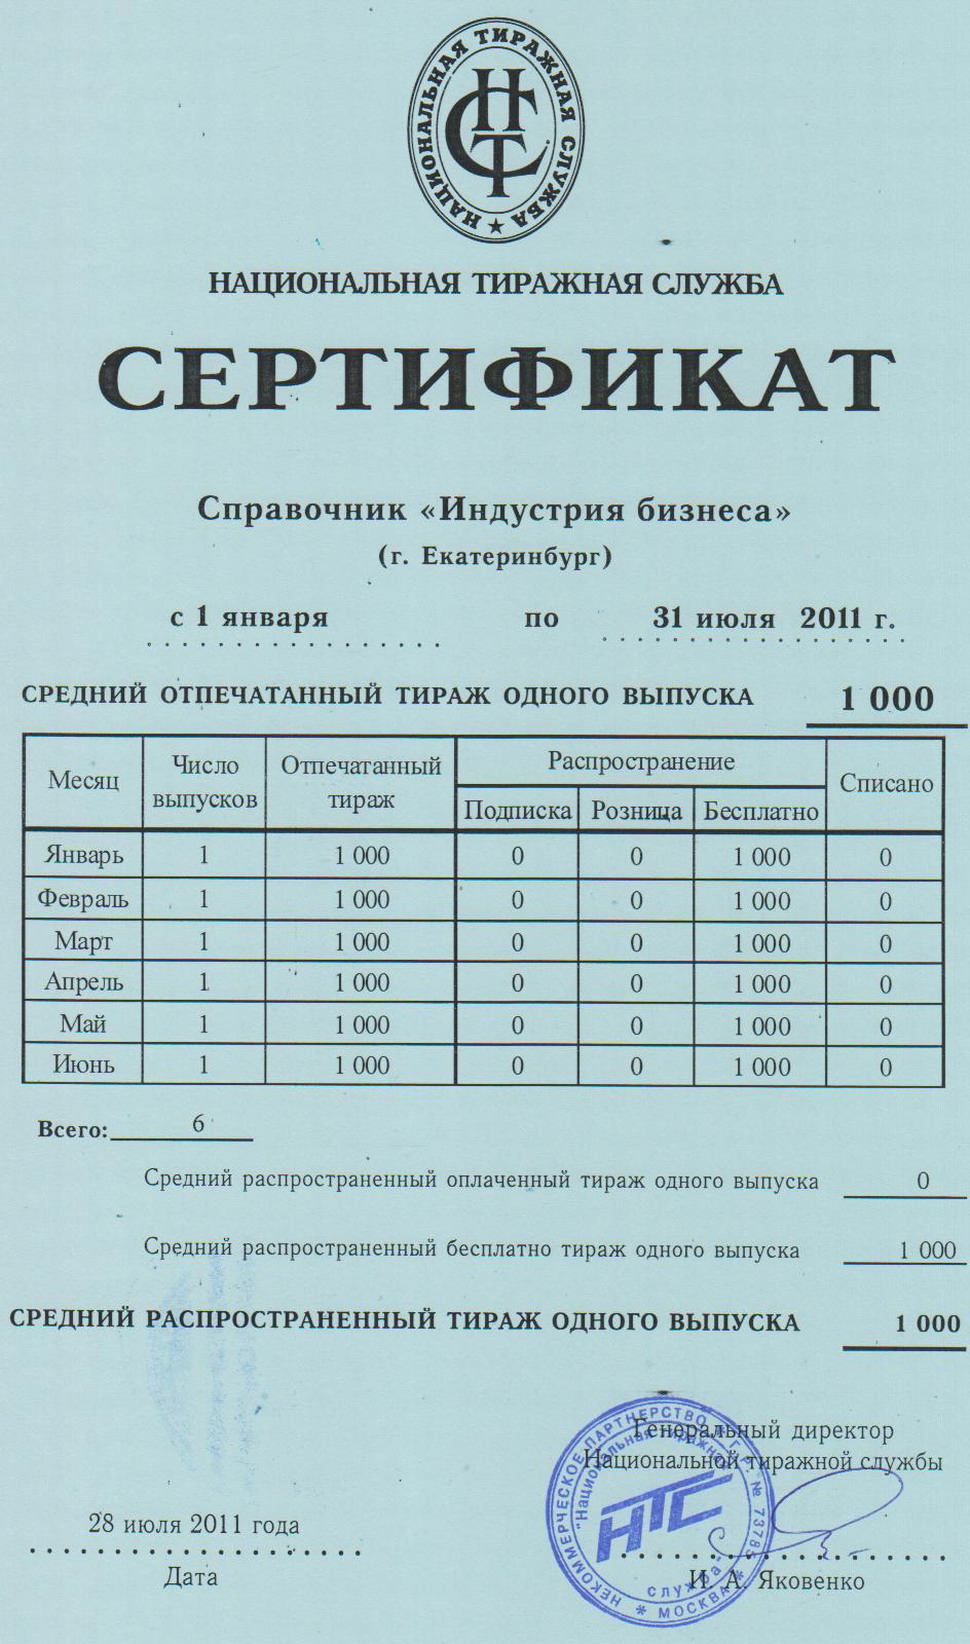 НАЦИОНАЛЬНАЯ ТИРАЖНАЯ СЛУЖБА
НСТ
НАЦИОНАЛЬНАЯ ТИРАЖНАЯ СЛУЖБА
СЕРТИФИКАТ
Справочник «Индустрия бизнеса»
(г. Екатеринбург)
с 1 января по 31 июля 2011 г.
СРЕДНИЙ ОТПЕЧАТАННЫЙ ТИРАЖ ОДНОГО ВЫПУСКА 1 000
Месяц Число выпусков Отпечатанный тираж Распространение Списано
Подписка Розница Бесплатно
Январь 1 1 000 0 0 1 000 0
Февраль 1 1 000 0 0 1 000 0
Март 1 1 000 0 0 1 000 0
Апрель 1 1 000 0 0 1 000 0
Май 1 1 000 0 0 1 000 0
Июнь 1 1 000 0 0 1 000 0
Всего: 6
Средний распространенный оплаченный тираж одного выпуска 0
Средний распространенный бесплатно тираж одного выпуска 1 000
СРЕДНИЙ РАСПРОСТРАНЕННЫЙ ТИРАЖ ОДНОГО ВЫПУСКА 1 000
Генеральный директор
Национальной тиражной службы
28 июля 2011 года
Дата
И. А. Яковенко
НЕКОММЕРЧЕСКОЕ ПАРТНЕРСТВО
"Национальная тиражная служба"
НТС
* МОСКВА *